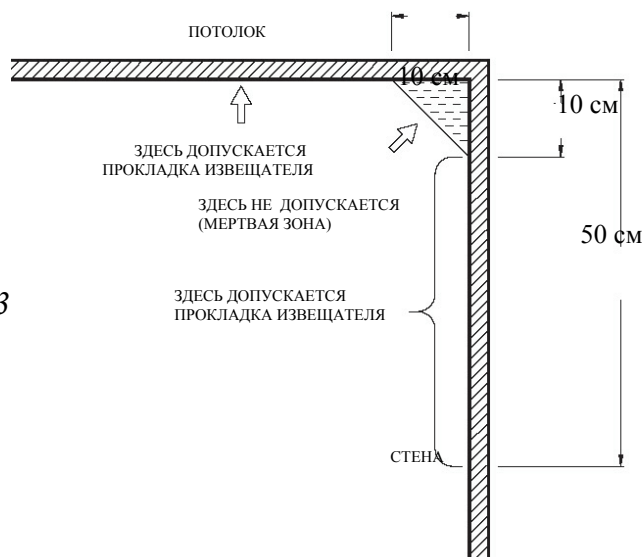 ПОТОЛОК
10 см
10 см
ЗДЕСЬ ДОПУСКАЕТСЯ
ПРОКЛАДКА ИЗВЕЩАТЕЛЯ
ЗДЕСЬ НЕ ДОПУСКАЕТСЯ
(МЕРТВАЯ ЗОНА)
50 см
ЗДЕСЬ ДОПУСКАЕТСЯ
ПРОКЛАДКА ИЗВЕЩАТЕЛЯ
3
СТЕНА